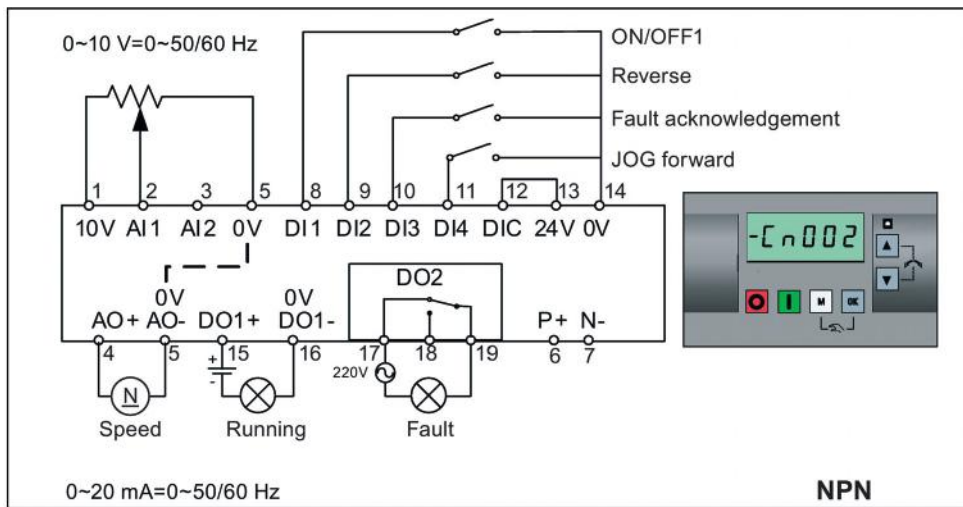 0~10 V=0~50/60 Hz
ON/OFF1
Reverse
Fault acknowledgement
JOG forward
1 2 3 5 8 9 10 11 12 13 14
10V AI1 AI2 0V DI1 DI2 DI3 DI4 DIC 24V 0V
-Cn002
M OK
DO2
0V 0V
AO+ AO- DO1+ DO1- P+ N-
4 5 15 16 17 18 19 6 7
+
-
220V
N
Speed Running Fault
0~20 mA=0~50/60 Hz
NPN